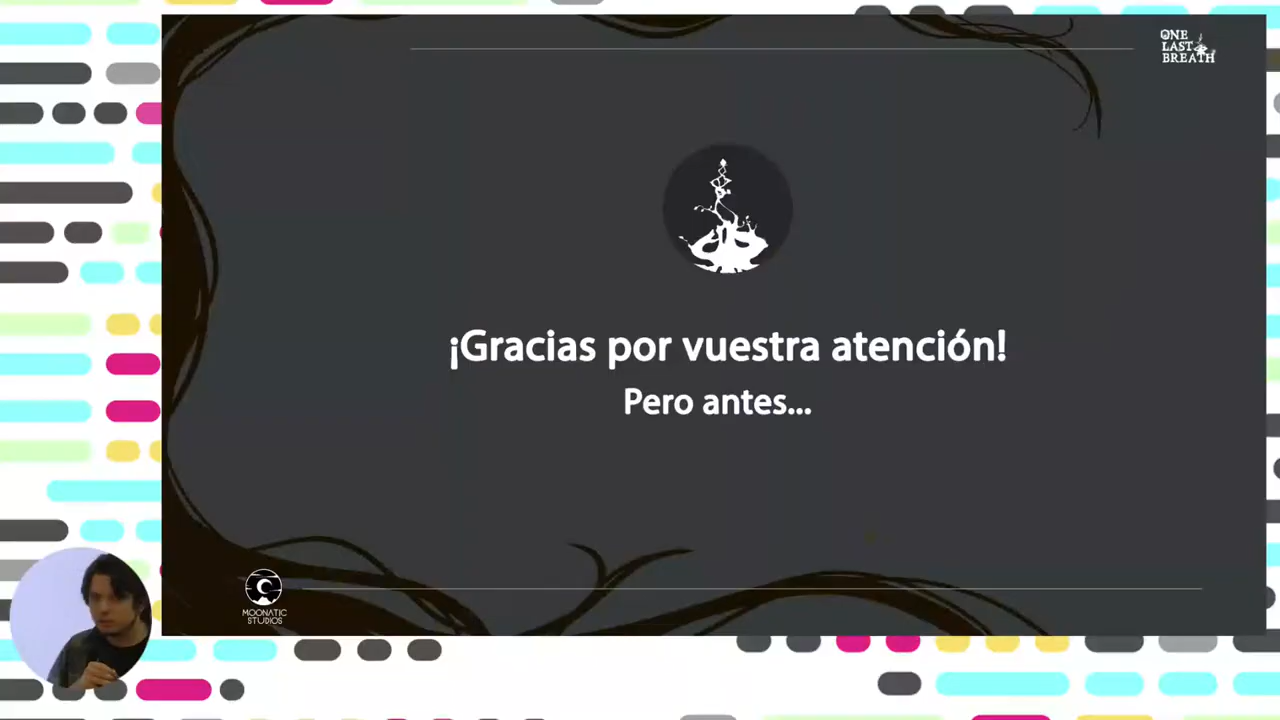 ONE
LAST
BREATH
¡Gracias por vuestra atención!
Pero antes...
MOONATIC
STUDIOS